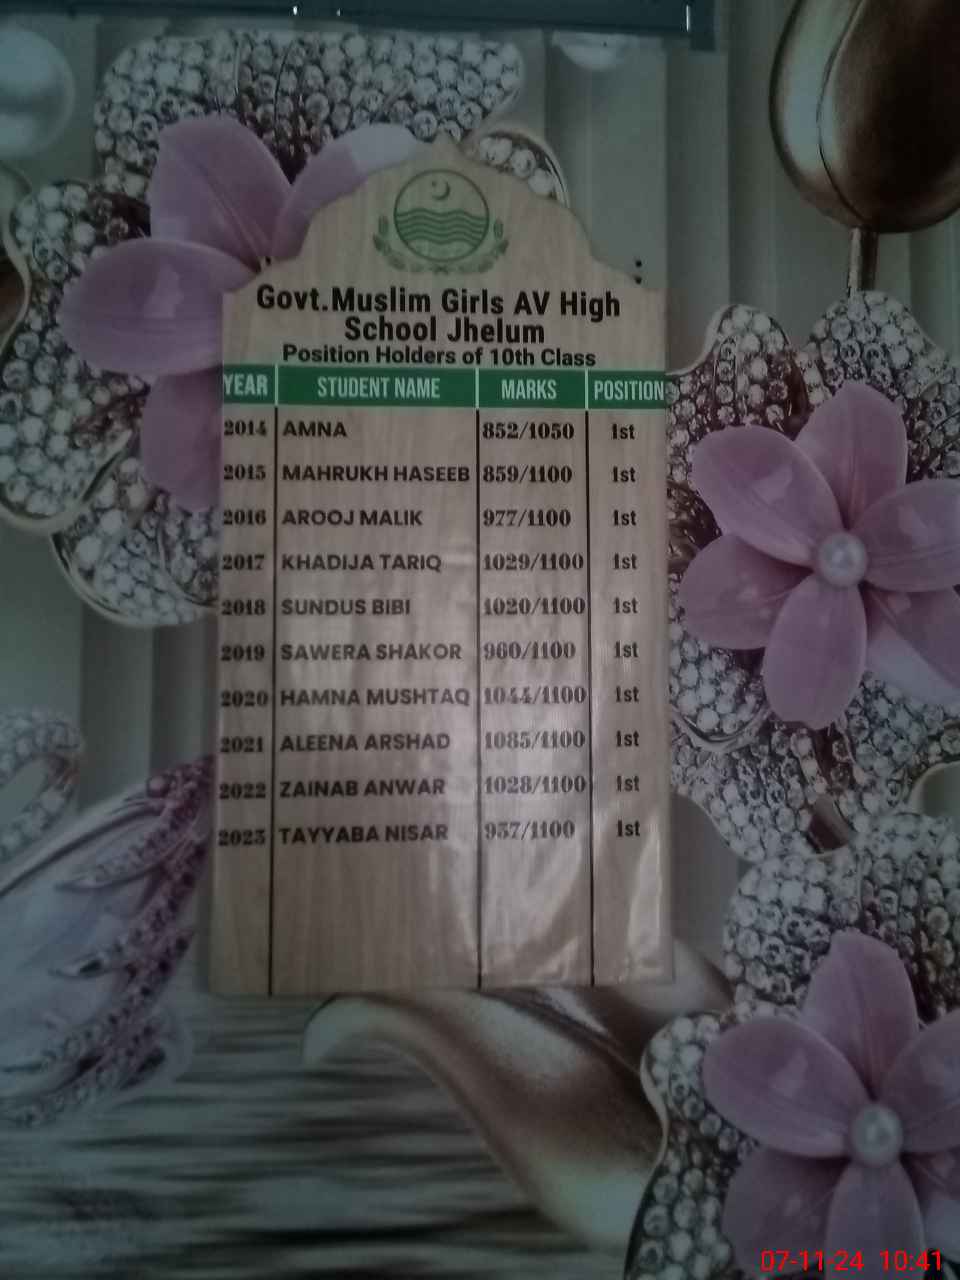 Govt.Muslim Girls AV High
School Jhelum
Position Holders of 10th Class
YEAR STUDENT NAME MARKS POSITION
2014 AMNA 852/1050 1st
2015 MAHRUKH HASEEB 859/1100 1st
2016 AROOJ MALIK 977/1100 1st
2017 KHADIJA TARIQ 1029/1100 1st
2018 SUNDUS BIBI 1020/1100 1st
2019 SAWERA SHAKOR 960/1100 1st
2020 HAMNA MUSHTAQ 1044/1100 1st
2021 ALEENA ARSHAD 1085/1100 1st
2022 ZAINAB ANWAR 1028/1100 1st
2023 TAYYABA NISAR 937/1100 1st
07-11-24 10:41